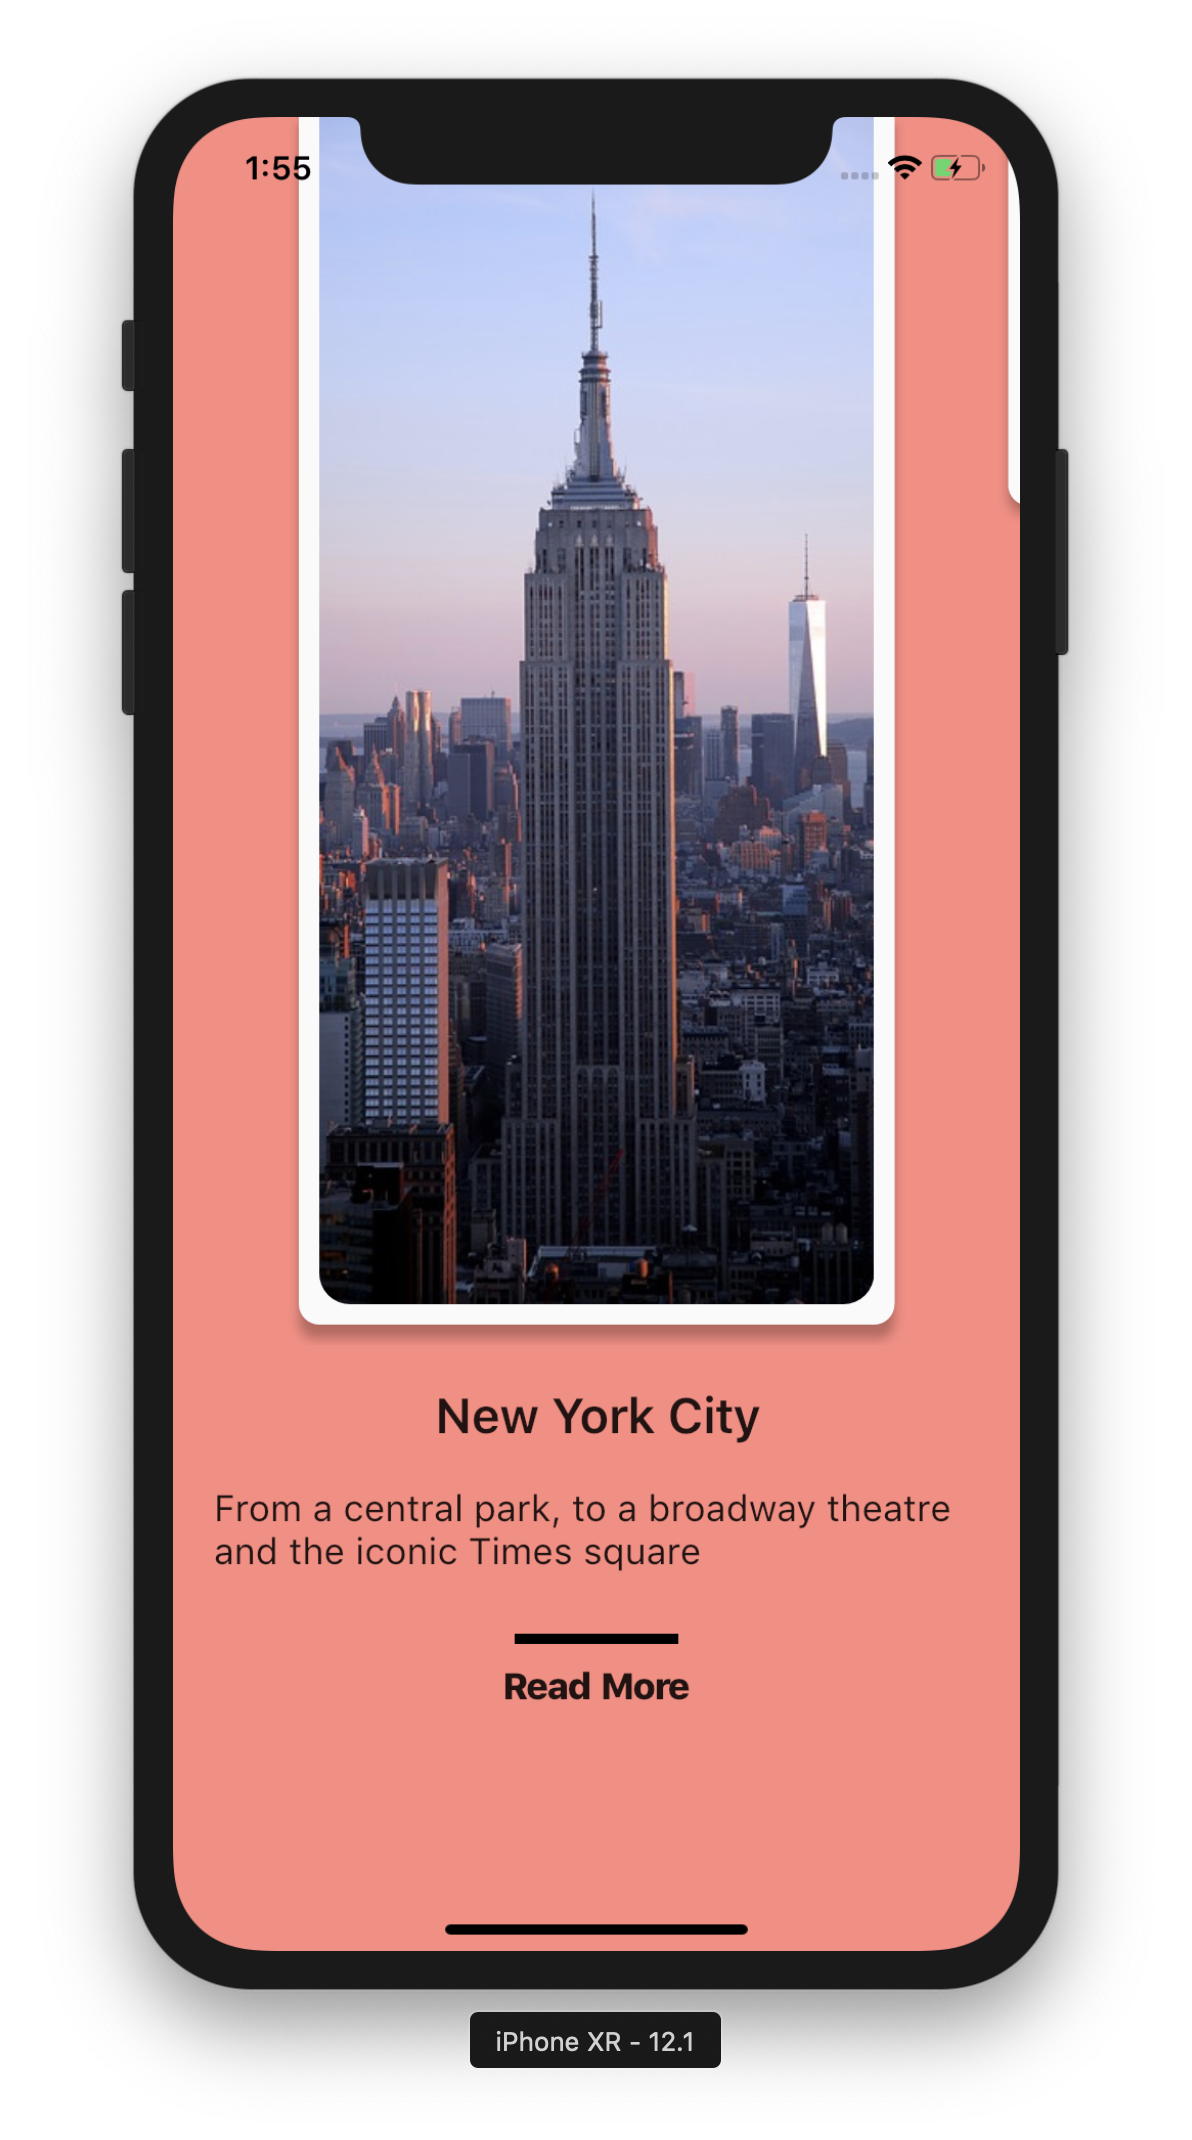 1:55
New York City
From a central park, to a broadway theatre
and the iconic Times square
Read More
iPhone XR - 12.1